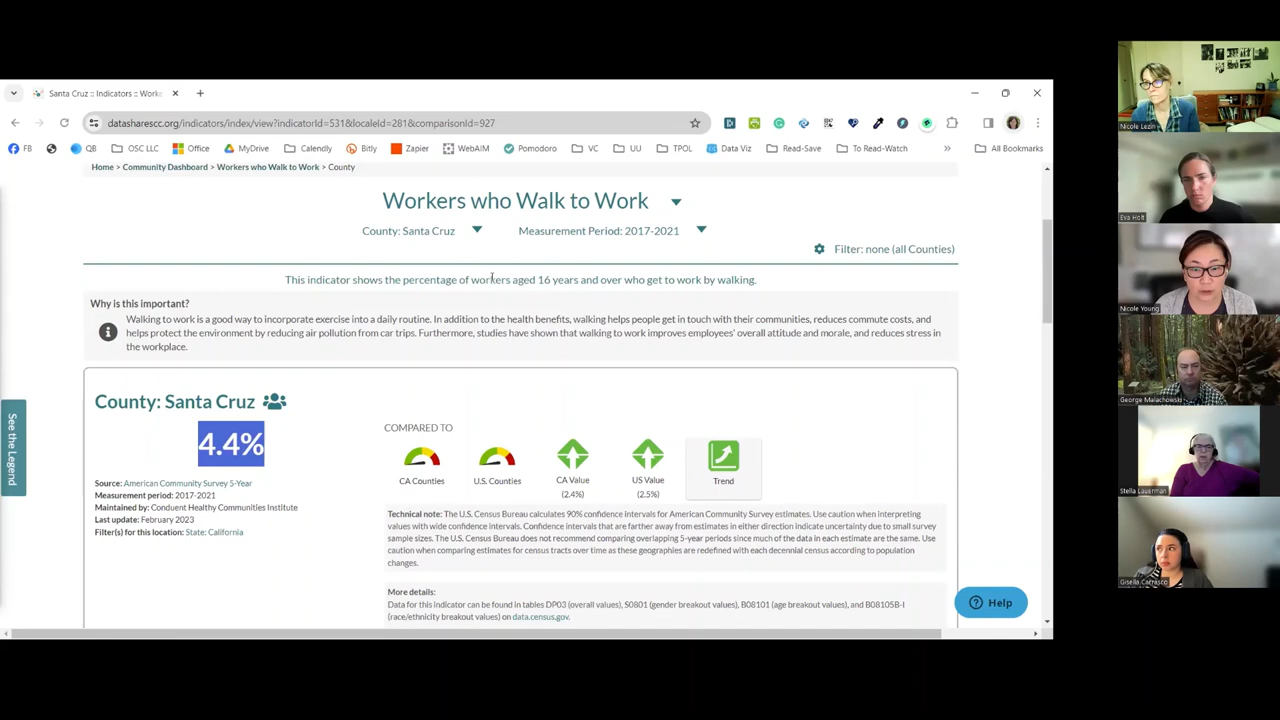 Santa Cruz :: Indicators :: Worke
datasharescc.org/indicators/index/view?indicatorId=531&localeId=281&comparisonId=927
FB
QB
OSC LLC
Office
MyDrive
Calendly
Bitly
Zapier
WebAIM
Pomodoro
VC
UU
TPOL
Data Viz
Read-Save
To Read-Watch
»
All Bookmarks
Home > Community Dashboard > Workers who Walk to Work > County
Workers who Walk to Work
County: Santa Cruz
Measurement Period: 2017-2021
Filter: none (all Counties)
This indicator shows the percentage of workers aged 16 years and over who get to work by walking.
Why is this important?
Walking to work is a good way to incorporate exercise into a daily routine. In addition to the health benefits, walking helps people get in touch with their communities, reduces commute costs, and
helps protect the environment by reducing air pollution from car trips. Furthermore, studies have shown that walking to work improves employees' overall attitude and morale, and reduces stress in
the workplace.
See the Legend
County: Santa Cruz
4.4%
Source: American Community Survey 5-Year
Measurement period: 2017-2021
Maintained by: Conduent Healthy Communities Institute
Last update: February 2023
Filter(s) for this location: State: California
COMPARED TO
CA Counties
U.S. Counties
CA Value
(2.4%)
US Value
(2.5%)
Trend
Technical note: The U.S. Census Bureau calculates 90% confidence intervals for American Community Survey estimates. Use caution when interpreting
values with wide confidence intervals. Confidence intervals that are farther away from estimates in either direction indicate uncertainty due to small survey
sample sizes. The U.S. Census Bureau does not recommend comparing overlapping 5-year periods since much of the data in each estimate are the same. Use
caution when comparing estimates for census tracts over time as these geographies are redefined with each decennial census according to population
changes.
More details:
Data for this indicator can be found in tables DP03 (overall values), S0801 (gender breakout values), B08101 (age breakout values), and B08105B-I
(race/ethnicity breakout values) on data.census.gov.
Help
Nicole Lezin
Eva Holt
Nicole Young
George Malachowski
Stella Lauerman
Gisella Carrasco